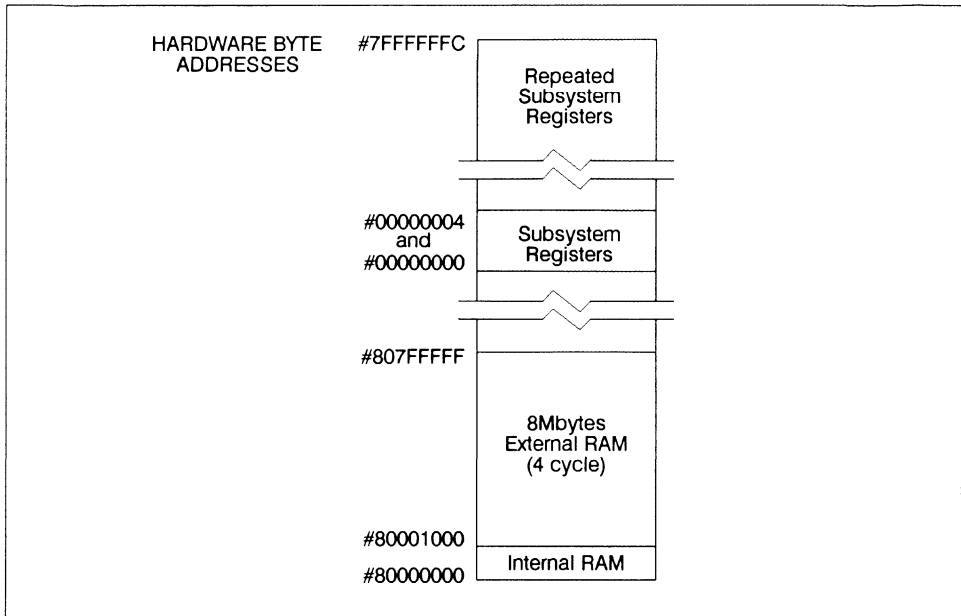 HARDWARE BYTE
ADDRESSES
#7FFFFFFC
Repeated
Subsystem
Registers
#00000004
and
#00000000
Subsystem
Registers
#807FFFFF
8Mbytes
External RAM
(4 cycle)
#80001000
Internal RAM
#80000000